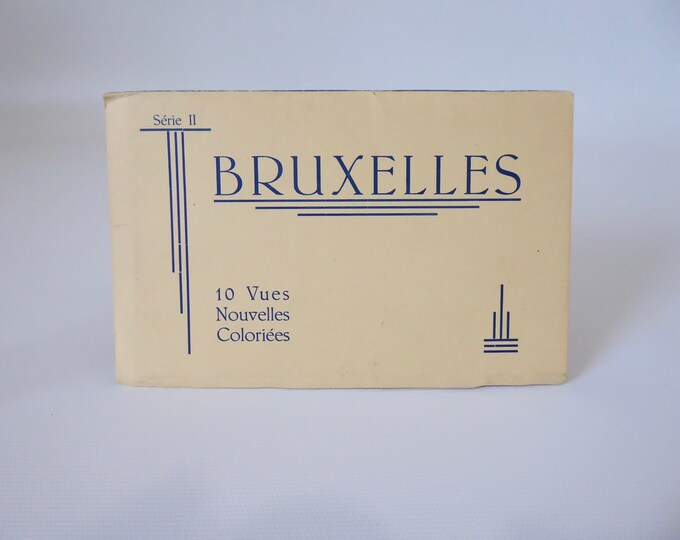 Série II
BRUXELLES
10 Vues
Nouvelles
Coloriées